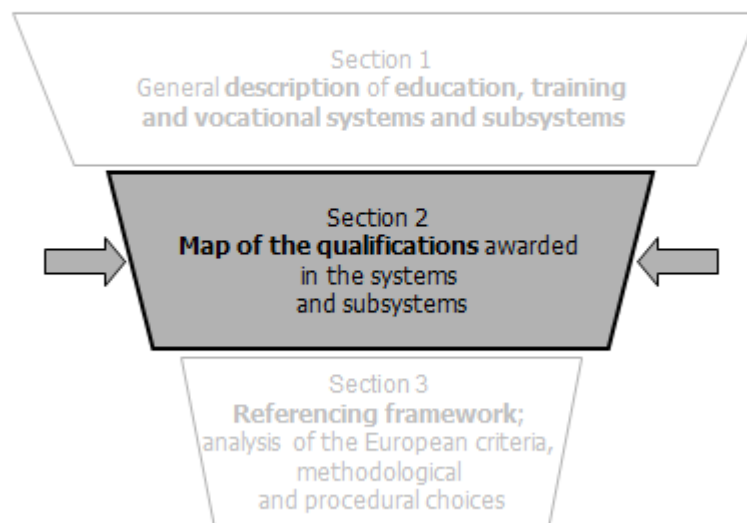 Section 1
General description of education, training
and vocational systems and subsystems
Section 2
Map of the qualifications awarded
in the systems
and subsystems
Section 3
Referencing framework;
analysis of the European criteria,
methodological
and procedural choices